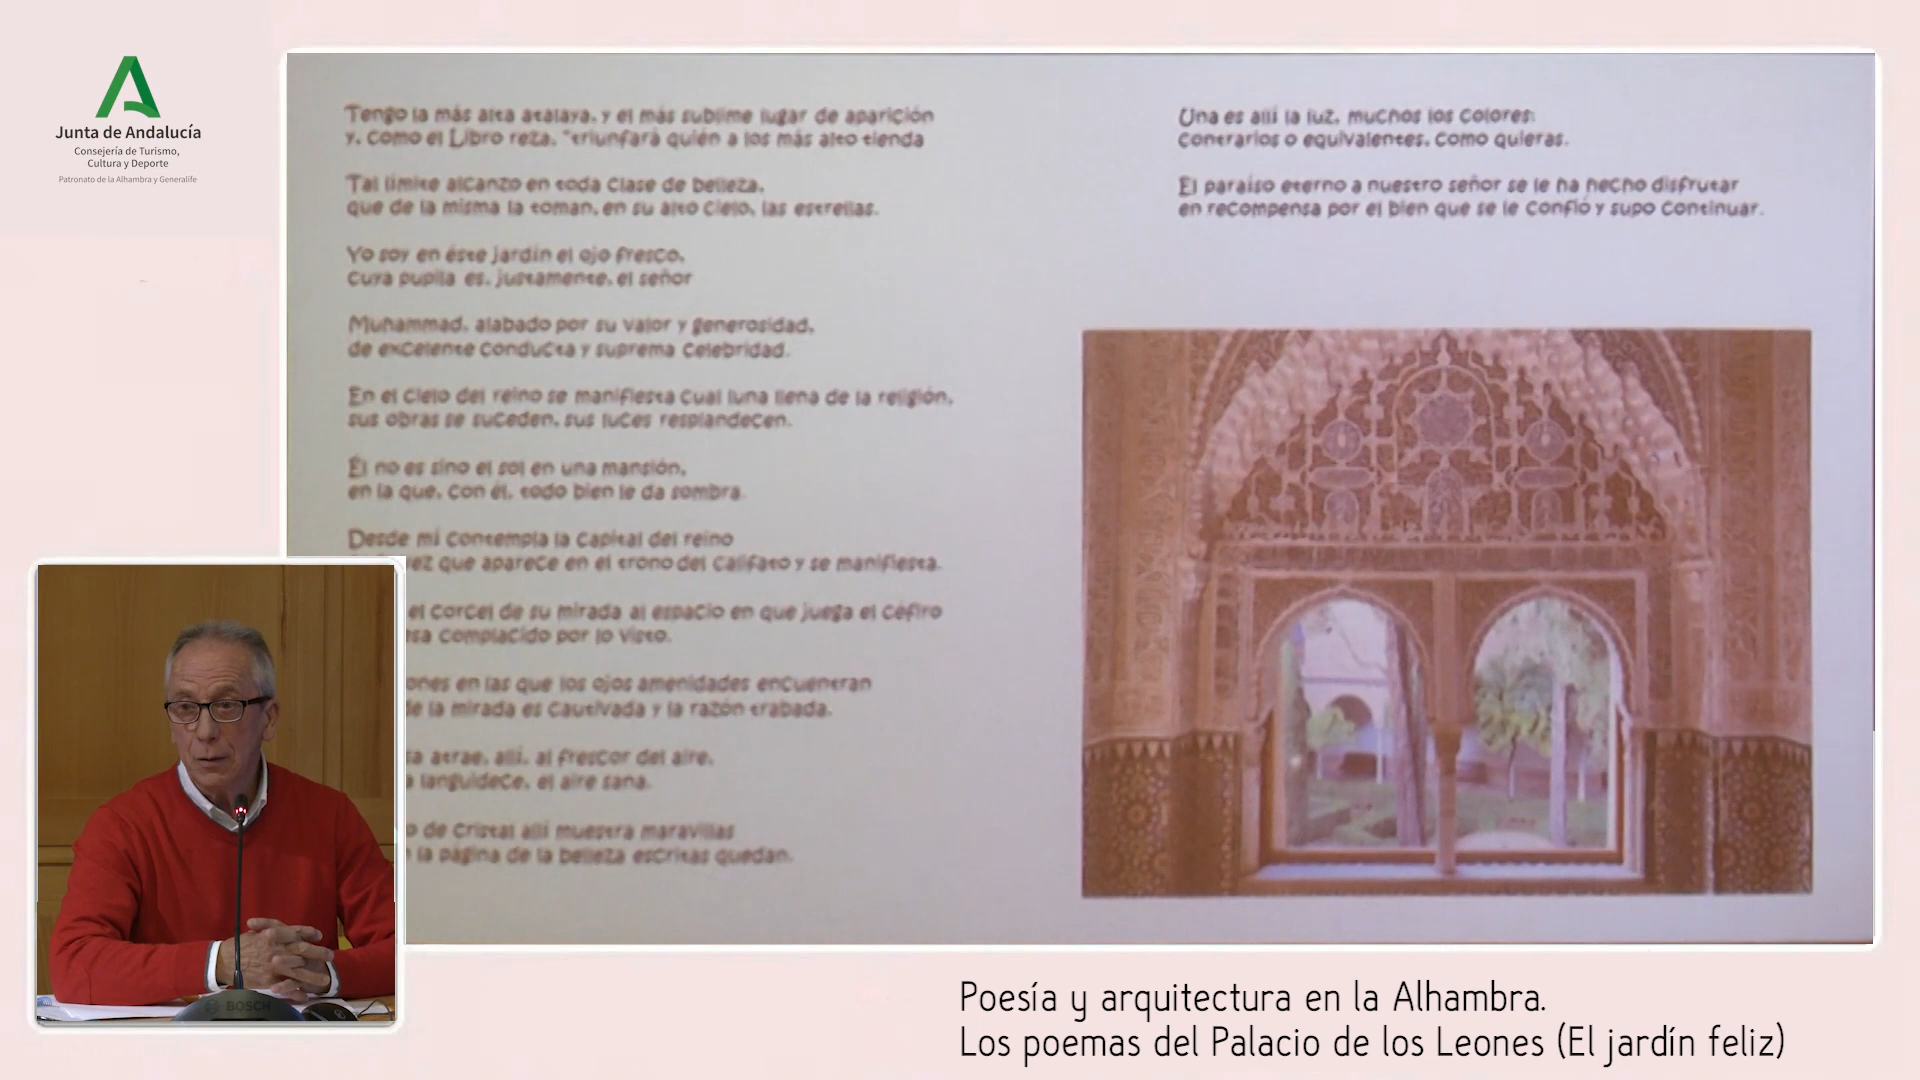 Junta de Andalucía
Consejería de Turismo,
Cultura y Deporte
Patronato de la Alhambra y Generalife
Tengo la más alta atalaya, y el más sublime lugar de aparición
y, como el Libro reza, "triunfará quién a los más alto tienda
Tal límite alcanzo en toda clase de belleza,
que de la misma la toman, en su alto cielo, las estrellas.
Yo soy en éste jardín el ojo fresco,
cuya pupila es, justamente, el señor
Muhammad, alabado por su valor y generosidad,
de excelente conducta y suprema celebridad.
En el cielo del reino se manifiesta cual luna llena de la religión,
sus obras se suceden, sus luces resplandecen.
Él no es sino el sol en una mansión,
en la que, con él, todo bien le da sombra.
Desde mí contempla la capital del reino
vez que aparece en el trono del califato y se manifiesta.
el corcel de su mirada al espacio en que juega el céfiro
sa complacido por lo visto.
ones en las que los ojos amenidades encuentran
e la mirada es cautivada y la razón trabada.
ta atrae, allí, al frescor del aire,
a languidece, el aire sana.
o de cristal allí muestra maravillas
la página de la belleza escritas quedan.
Una es allí la luz, muchos los colores:
contrarios o equivalentes, como quieras.
El paraíso eterno a nuestro señor se le ha hecho disfrutar
en recompensa por el bien que se le confió y supo continuar.
BOSCH
Poesía y arquitectura en la Alhambra.
Los poemas del Palacio de los Leones (El jardín feliz)